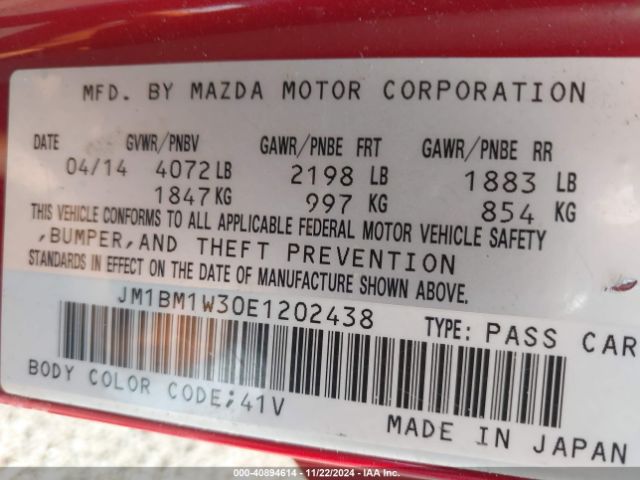 MFD. BY MAZDA MOTOR CORPORATION
DATE GVWR/PNBV GAWR/PNBE FRT GAWR/PNBE RR
04/14 4072 LB 2198 LB 1883 LB
1847 KG 997 KG 854 KG
THIS VEHICLE CONFORMS TO ALL APPLICABLE FEDERAL MOTOR VEHICLE SAFETY
,BUMPER,AND THEFT PREVENTION
STANDARDS IN EFFECT ON THE DATE OF MANUFACTURE SHOWN ABOVE.
JM1BM1W30E1202438 TYPE: PASS CAR
BODY COLOR CODE;41V
MADE IN JAPAN
000-40894614 - 11/22/2024 - IAA Inc.